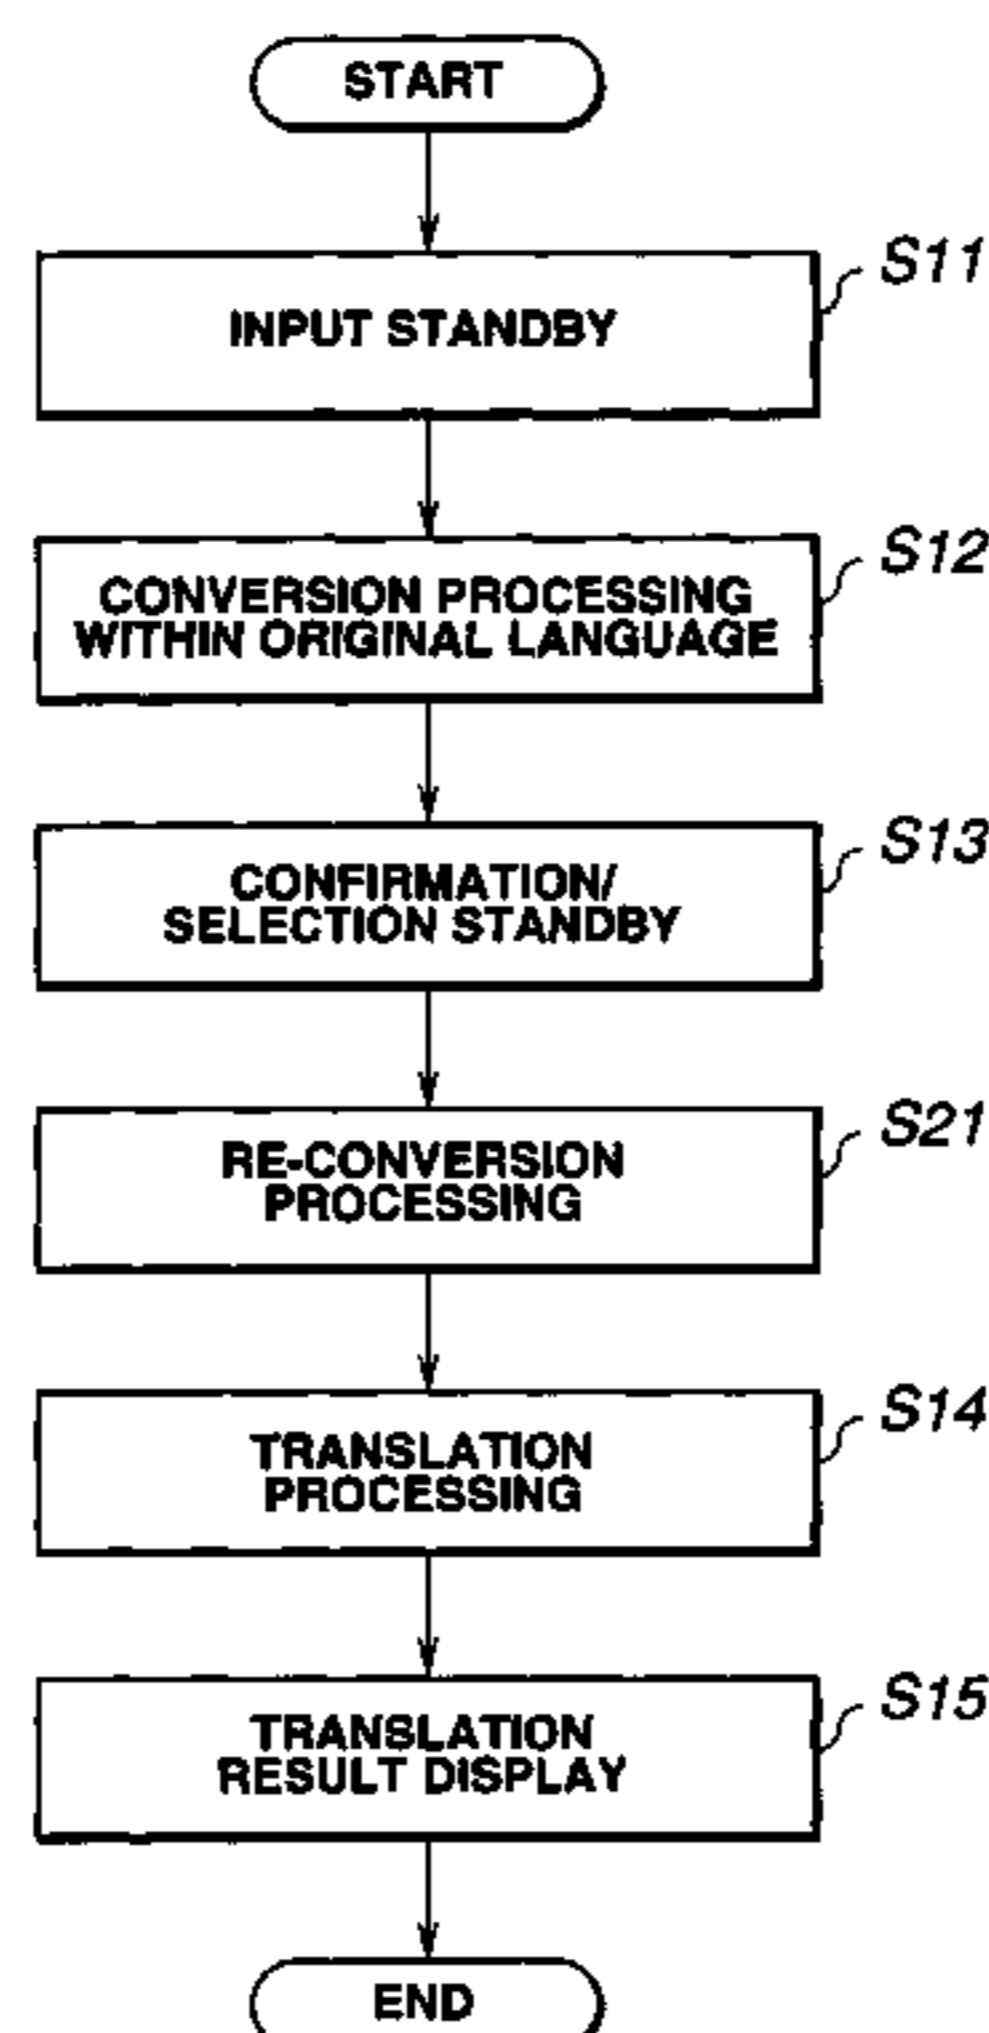 START
S11
INPUT STANDBY
S12
CONVERSION PROCESSING
WITHIN ORIGINAL LANGUAGE
S13
CONFIRMATION/
SELECTION STANDBY
S21
RE-CONVERSION
PROCESSING
S14
TRANSLATION
PROCESSING
S15
TRANSLATION
RESULT DISPLAY
END